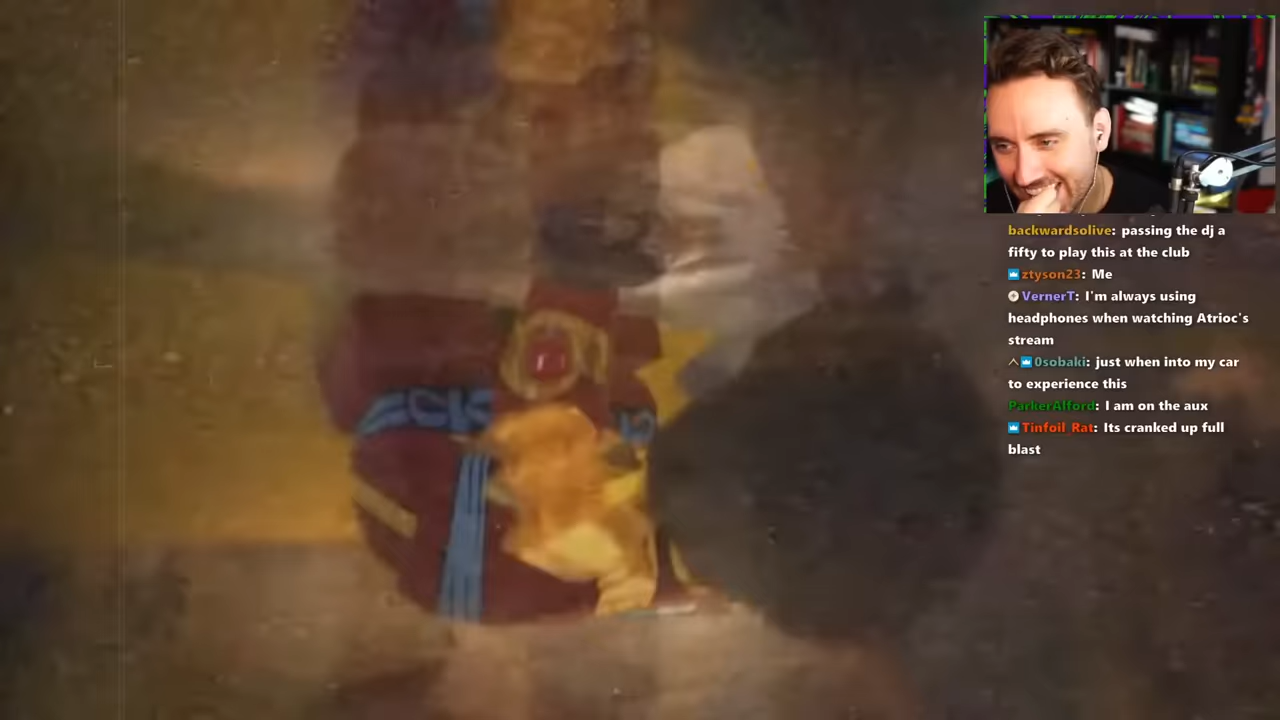 backwardsolive: passing the dj a
fifty to play this at the club
ztyson23: Me
VernerT: I'm always using
headphones when watching Atrioc's
stream
0sobaki: just when into my car
to experience this
ParkerAlford: I am on the aux
Tinfoil_Rat: Its cranked up full
blast